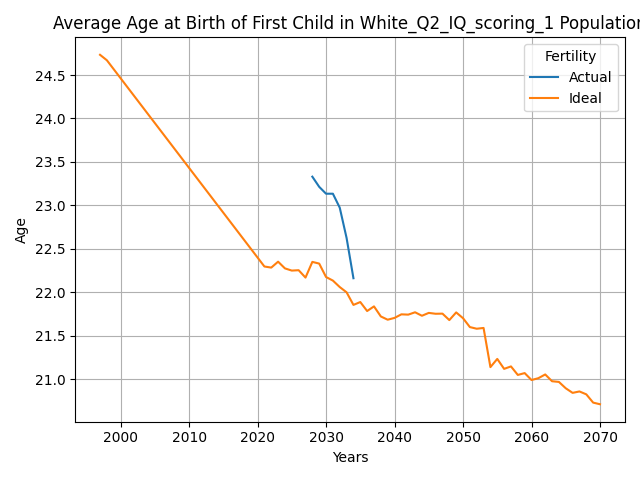 Average Age at Birth of First Child in White_Q2_IQ_scoring_1 Population
Fertility
Actual
Ideal
24.5
24.0
23.5
23.0
22.5
22.0
21.5
21.0
Age
2000 2010 2020 2030 2040 2050 2060 2070
Years